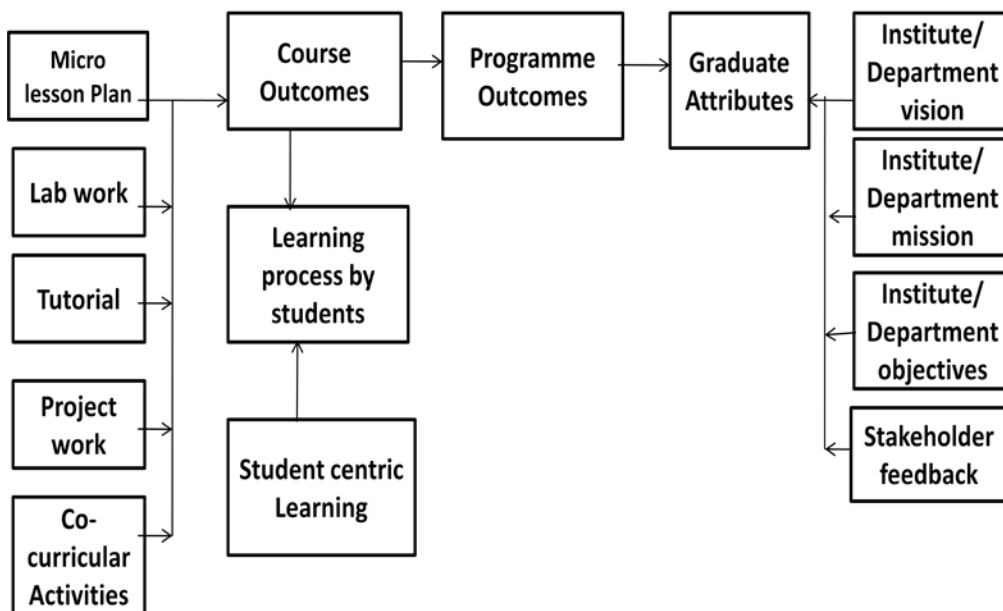 Micro
lesson Plan
Lab work
Tutorial
Project
work
Co-
curricular
Activities
Course
Outcomes
Learning
process by
students
Student centric
Learning
Programme
Outcomes
Graduate
Attributes
Institute/
Department
vision
Institute/
Department
mission
Institute/
Department
objectives
Stakeholder
feedback